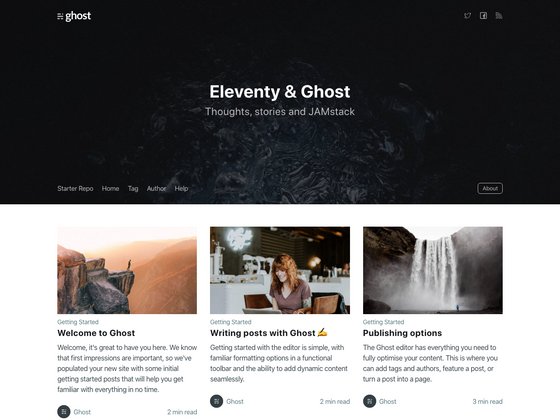 ghost
Eleventy & Ghost
Thoughts, stories and JAMstack
Starter Repo Home Tag Author Help About
Getting Started
Welcome to Ghost
Welcome, it's great to have you here. We know
that first impressions are important, so we've
populated your new site with some initial
getting started posts that will help you get
familiar with everything in no time.
Ghost 2 min read
Getting Started
Writing posts with Ghost ✍️
Getting started with the editor is simple, with
familiar formatting options in a functional
toolbar and the ability to add dynamic content
seamlessly.
Ghost 2 min read
Getting Started
Publishing options
The Ghost editor has everything you need to
fully optimise your content. This is where you
can add tags and authors, feature a post, or
turn a post into a page.
Ghost 3 min read